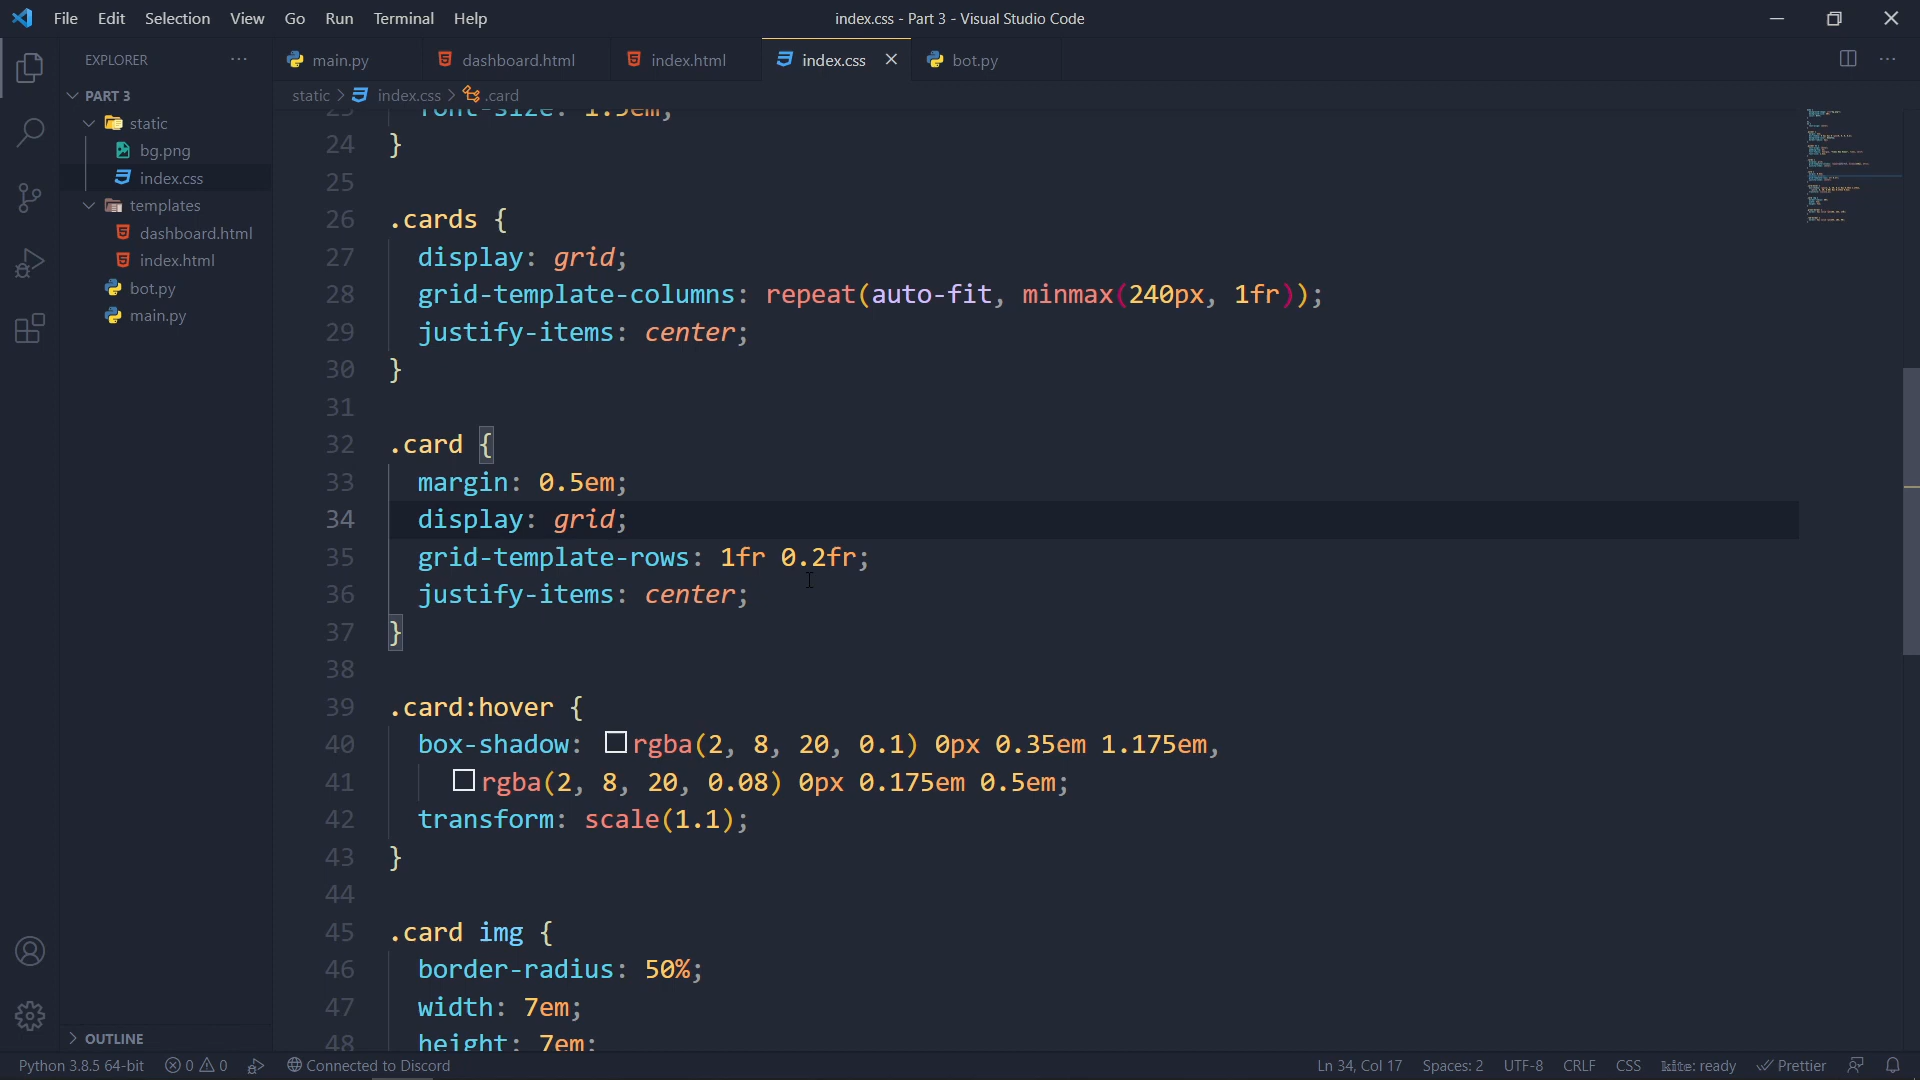 File Edit Selection View Go Run Terminal Help
index.css - Part 3 - Visual Studio Code
EXPLORER
PART 3
static
bg.png
index.css
templates
dashboard.html
index.html
bot.py
main.py
OUTLINE
main.py dashboard.html index.html index.css bot.py
static > index.css > .card
23 font-size: 1.5em;
24 }
25
26 .cards {
27 display: grid;
28 grid-template-columns: repeat(auto-fit, minmax(240px, 1fr));
29 justify-items: center;
30 }
31
32 .card {
33 margin: 0.5em;
34 display: grid;
35 grid-template-rows: 1fr 0.2fr;
36 justify-items: center;
37 }
38
39 .card:hover {
40 box-shadow: rgba(2, 8, 20, 0.1) 0px 0.35em 1.175em,
41 rgba(2, 8, 20, 0.08) 0px 0.175em 0.5em;
42 transform: scale(1.1);
43 }
44
45 .card img {
46 border-radius: 50%;
47 width: 7em;
48 height: 7em;
Python 3.8.5 64-bit 0 0 Connected to Discord Ln 34, Col 17 Spaces: 2 UTF-8 CRLF CSS kite: ready Prettier